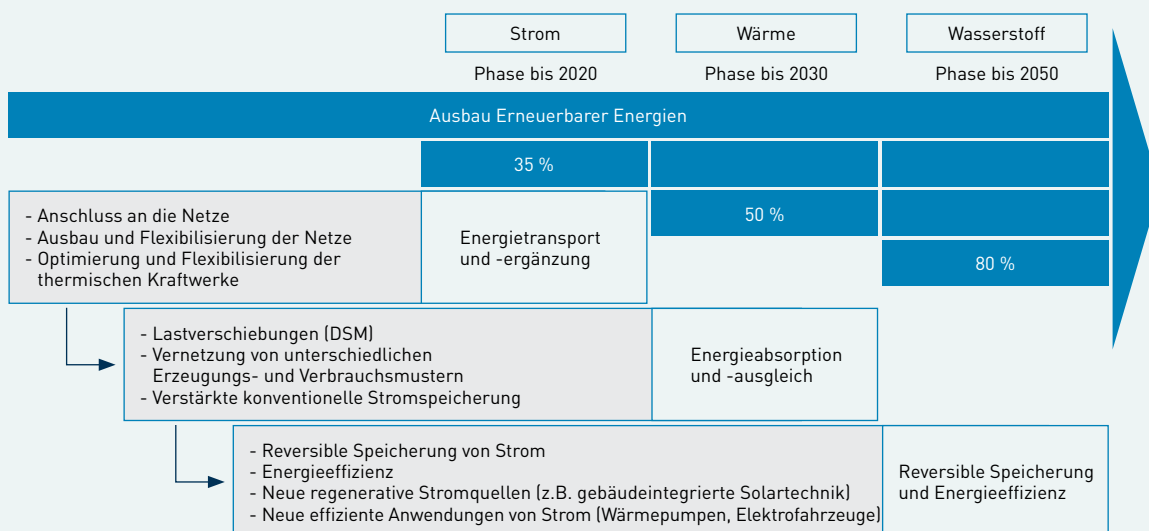 Strom
Wärme
Wasserstoff
Phase bis 2020
Phase bis 2030
Phase bis 2050
Ausbau Erneuerbarer Energien
35 %
50 %
80 %
- Anschluss an die Netze
- Ausbau und Flexibilisierung der Netze
- Optimierung und Flexibilisierung der
thermischen Kraftwerke
Energietransport
und -ergänzung
- Lastverschiebungen (DSM)
- Vernetzung von unterschiedlichen
Erzeugungs- und Verbrauchsmustern
- Verstärkte konventionelle Stromspeicherung
Energieabsorption
und -ausgleich
- Reversible Speicherung von Strom
- Energieeffizienz
- Neue regenerative Stromquellen (z.B. gebäudeintegrierte Solartechnik)
- Neue effiziente Anwendungen von Strom (Wärmepumpen, Elektrofahrzeuge)
Reversible Speicherung
und Energieeffizienz